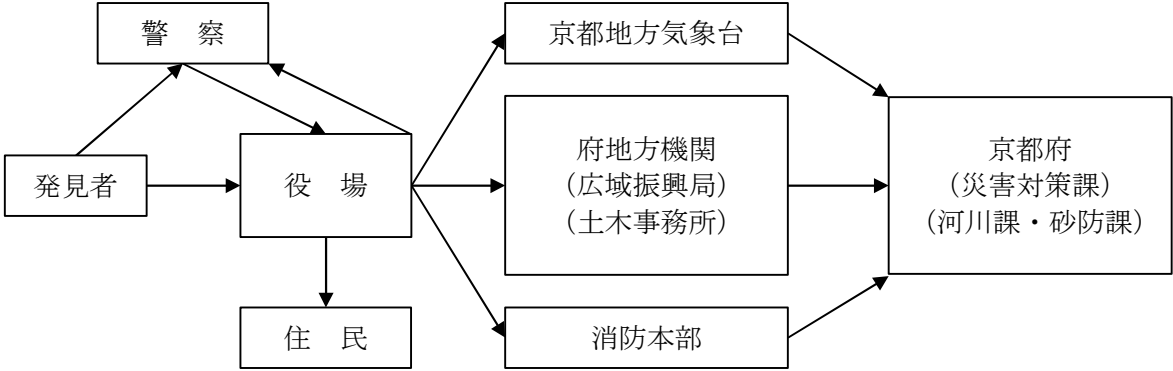 警　察
京都地方気象台
府地方機関
（広域振興局）
（土木事務所）
京都府
（災害対策課）
（河川課・砂防課）
発見者
役　場
住　民
消防本部